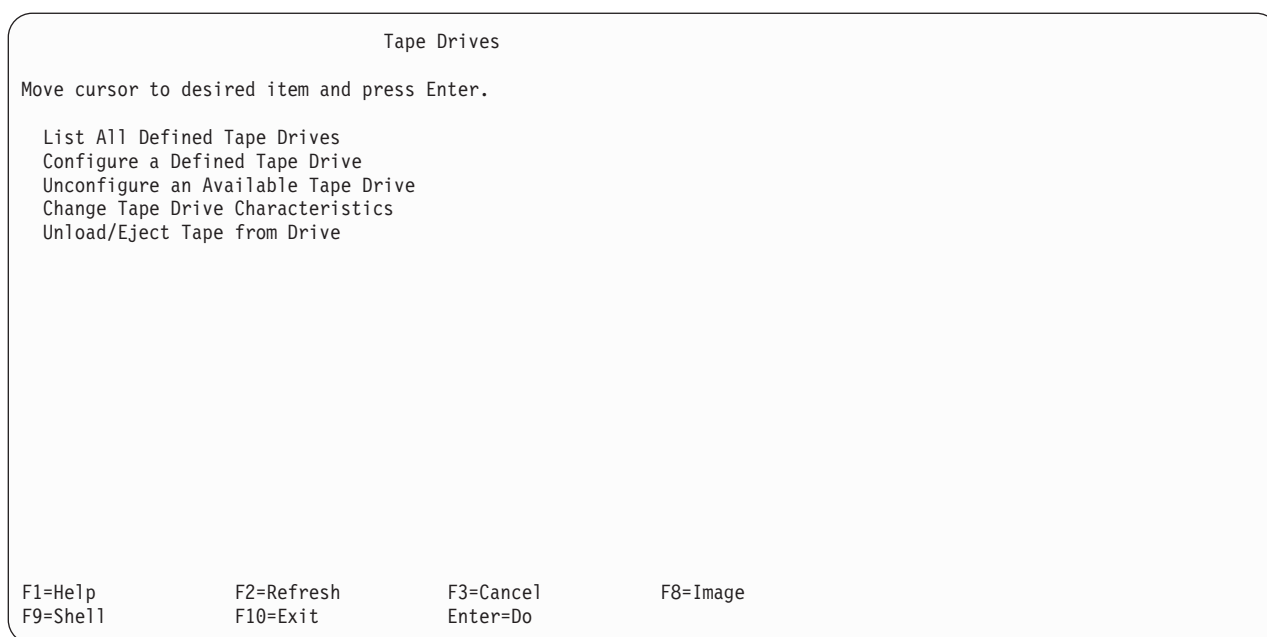 Tape Drives
Move cursor to desired item and press Enter.
List All Defined Tape Drives
Configure a Defined Tape Drive
Unconfigure an Available Tape Drive
Change Tape Drive Characteristics
Unload/Eject Tape from Drive
F1=Help F2=Refresh F3=Cancel F8=Image
F9=Shell F10=Exit Enter=Do